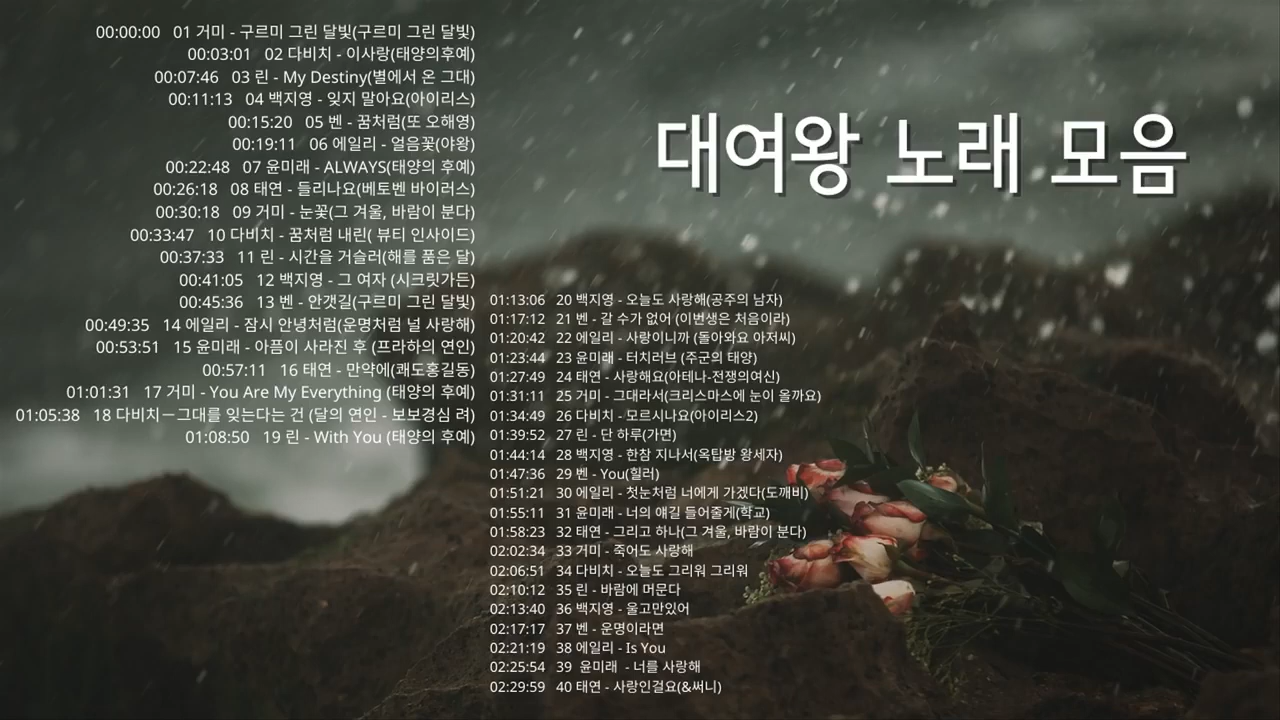 00:00:00 01 거미 - 구르미 그린 달빛(구르미 그린 달빛)
00:03:01 02 다비치 - 이사랑(태양의후예)
00:07:46 03 린 - My Destiny(별에서 온 그대)
00:11:13 04 백지영 - 잊지 말아요(아이리스)
00:15:20 05 벤 - 꿈처럼(또 오해영)
00:19:11 06 에일리 - 얼음꽃(야왕)
00:22:48 07 윤미래 - ALWAYS(태양의 후예)
00:26:18 08 태연 - 들리나요(베토벤 바이러스)
00:30:18 09 거미 - 눈꽃(그 겨울, 바람이 분다)
00:33:47 10 다비치 - 꿈처럼 내린( 뷰티 인사이드)
00:37:33 11 린 - 시간을 거슬러(해를 품은 달)
00:41:05 12 백지영 - 그 여자 (시크릿가든)
00:45:36 13 벤 - 안갯길(구르미 그린 달빛)
00:49:35 14 에일리 - 잠시 안녕처럼(운명처럼 널 사랑해)
00:53:51 15 윤미래 - 아픔이 사라진 후 (프라하의 연인)
00:57:11 16 태연 - 만약에(쾌도홍길동)
01:01:31 17 거미 - You Are My Everything (태양의 후예)
01:05:38 18 다비치－그대를 잊는다는 건 (달의 연인 - 보보경심 려)
01:08:50 19 린 - With You (태양의 후예)
대여왕 노래 모음
01:13:06 20 백지영 - 오늘도 사랑해(공주의 남자)
01:17:12 21 벤 - 갈 수가 없어 (이번생은 처음이라)
01:20:42 22 에일리 - 사랑이니까 (돌아와요 아저씨)
01:23:44 23 윤미래 - 터치러브 (주군의 태양)
01:27:49 24 태연 - 사랑해요(아테나-전쟁의여신)
01:31:11 25 거미 - 그대라서(크리스마스에 눈이 올까요)
01:34:49 26 다비치 - 모르시나요(아이리스2)
01:39:52 27 린 - 단 하루(가면)
01:44:14 28 백지영 - 한참 지나서(옥탑방 왕세자)
01:47:36 29 벤 - You(힐러)
01:51:21 30 에일리 - 첫눈처럼 너에게 가겠다(도깨비)
01:55:11 31 윤미래 - 너의 얘길 들어줄게(학교)
01:58:23 32 태연 - 그리고 하나(그 겨울, 바람이 분다)
02:02:34 33 거미 - 죽어도 사랑해
02:06:51 34 다비치 - 오늘도 그리워 그리워
02:10:12 35 린 - 바람에 머문다
02:13:40 36 백지영 - 울고만있어
02:17:17 37 벤 - 운명이라면
02:21:19 38 에일리 - Is You
02:25:54 39 윤미래 - 너를 사랑해
02:29:59 40 태연 - 사랑인걸요(&써니)